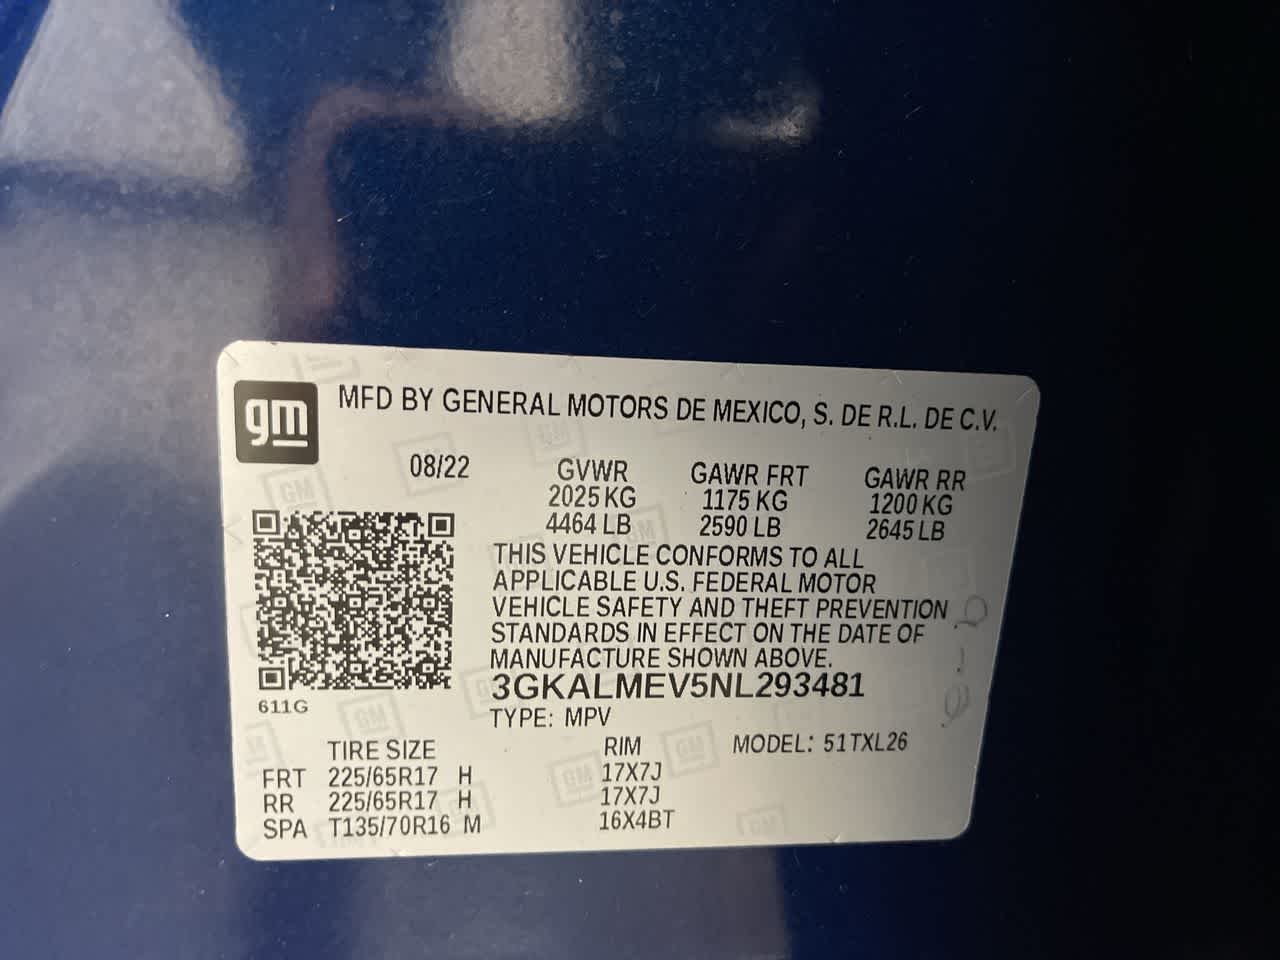 gm
MFD BY GENERAL MOTORS DE MEXICO, S. DE R.L. DE C.V.
08/22 GVWR GAWR FRT GAWR RR
2025 KG 1175 KG 1200 KG
4464 LB 2590 LB 2645 LB
THIS VEHICLE CONFORMS TO ALL
APPLICABLE U.S. FEDERAL MOTOR
VEHICLE SAFETY AND THEFT PREVENTION
STANDARDS IN EFFECT ON THE DATE OF
MANUFACTURE SHOWN ABOVE.
3GKALMEV5NL293481
611G
TYPE: MPV
TIRE SIZE RIM MODEL: 51TXL26
FRT 225/65R17 H 17X7J
RR 225/65R17 H 17X7J
SPA T135/70R16 M 16X4BT